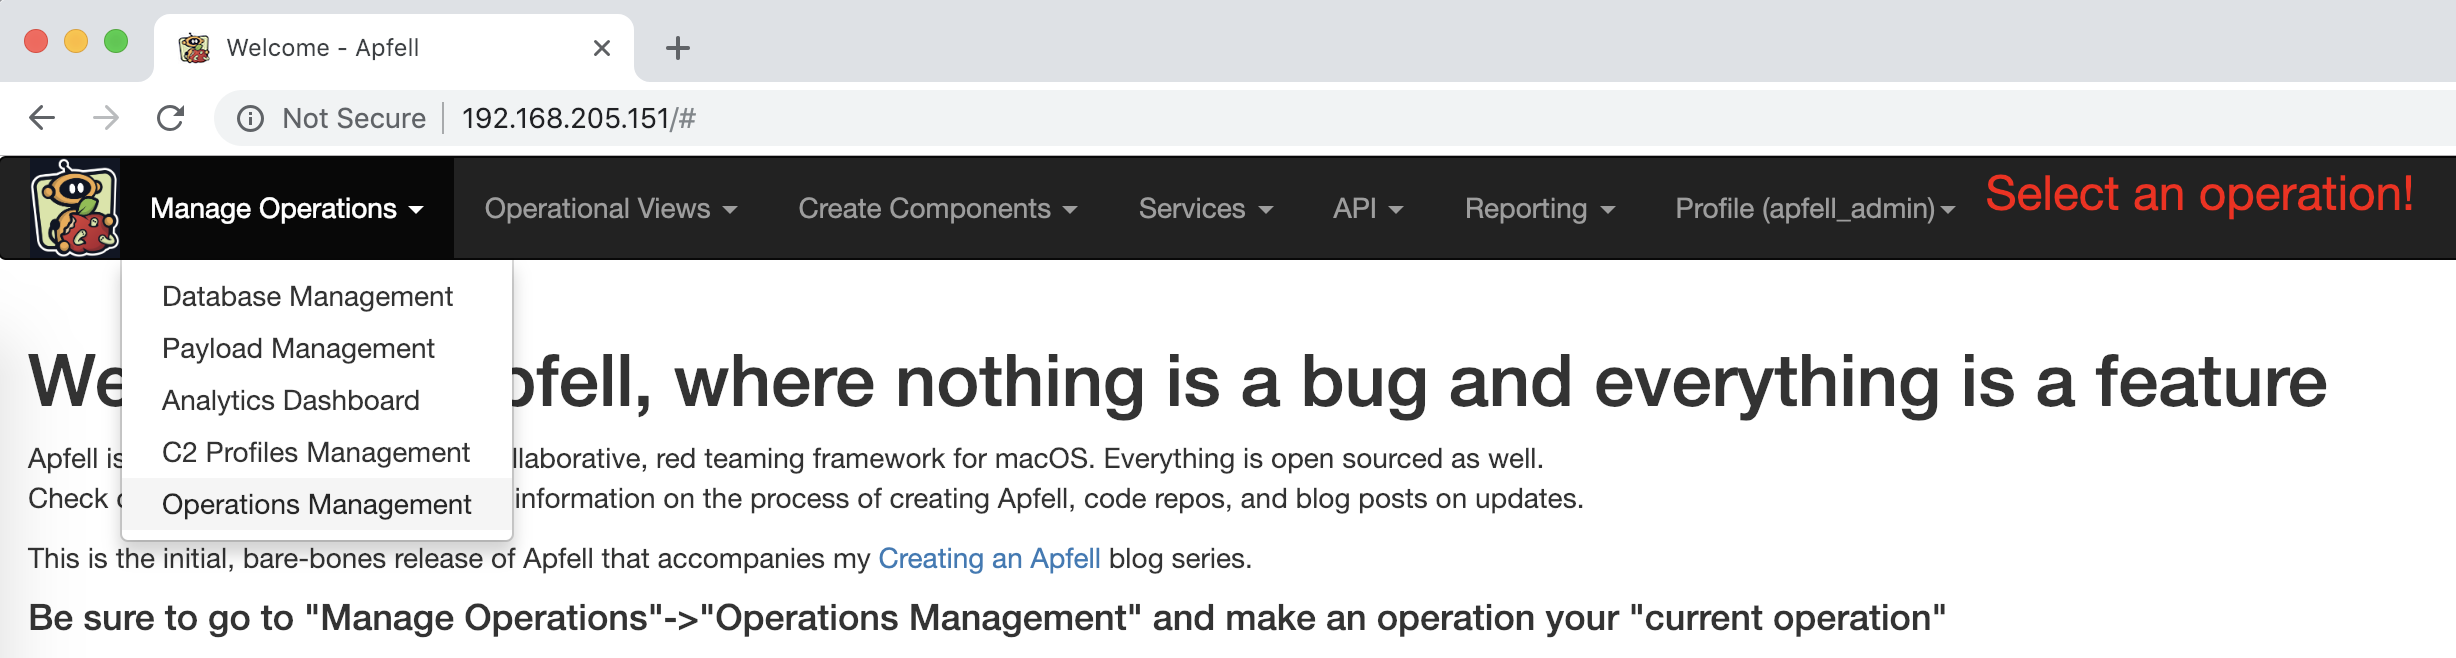 Welcome - Apfell
Not Secure 192.168.205.151/#
Manage Operations Operational Views Create Components Services API Reporting Profile (apfell_admin) Select an operation!
Database Management
Payload Management
Analytics Dashboard
C2 Profiles Management
Operations Management
We pfell, where nothing is a bug and everything is a feature
Apfell is llaborative, red teaming framework for macOS. Everything is open sourced as well.
Check information on the process of creating Apfell, code repos, and blog posts on updates.
This is the initial, bare-bones release of Apfell that accompanies my Creating an Apfell blog series.
Be sure to go to "Manage Operations"->"Operations Management" and make an operation your "current operation"